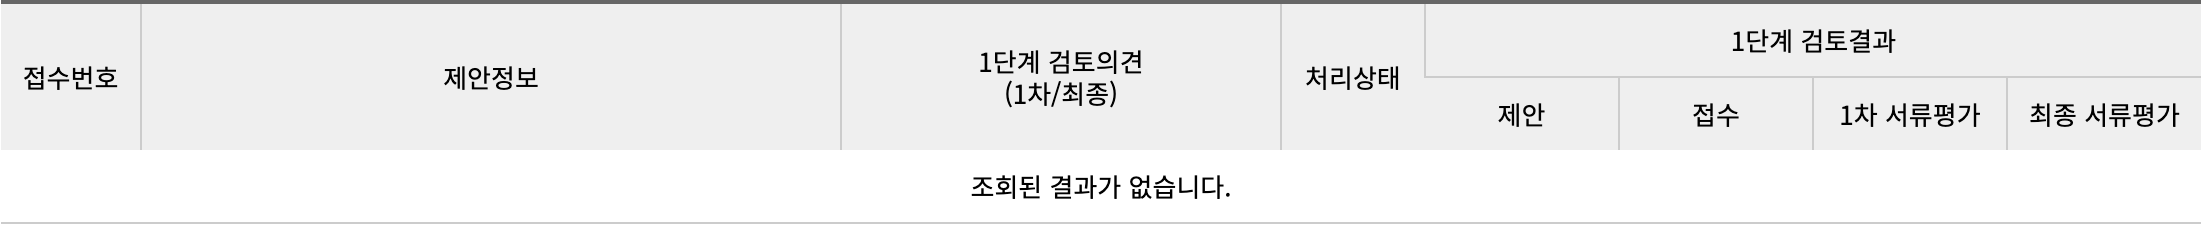 접수번호
제안정보
1단계 검토의견
(1차/최종)
처리상태
1단계 검토결과
제안
접수
1차 서류평가
최종 서류평가
조회된 결과가 없습니다.